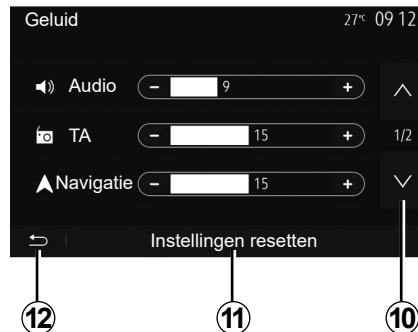 Geluid 27°C 09 12
Audio - 9 +
TA - 15 + 1/2
Navigatie - 15 +
Instellingen resetten
12 11 10